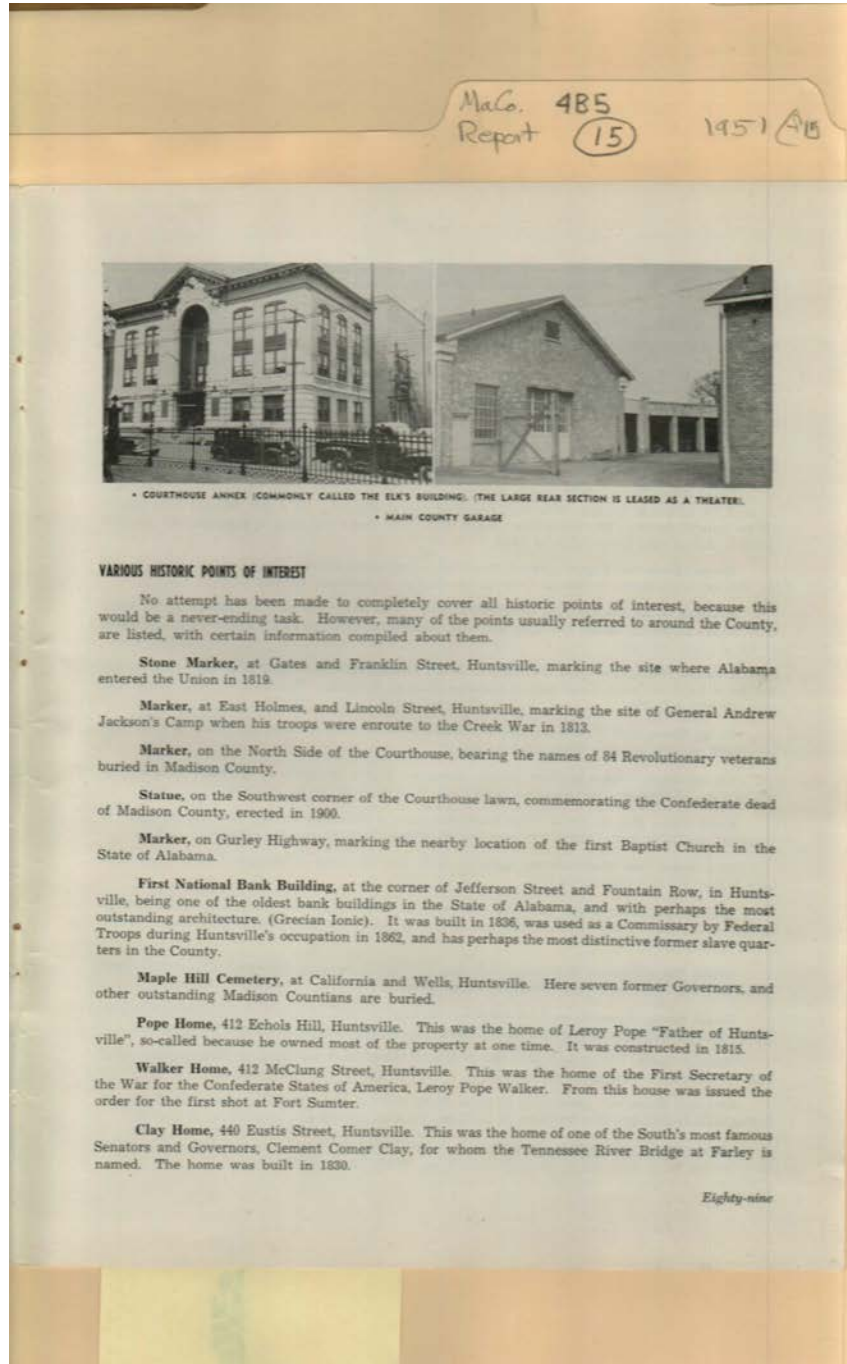 MaCo. 4B5
Report (15) 1951
• COURTHOUSE ANNEX (COMMONLY CALLED THE ELK'S BUILDING). (THE LARGE REAR SECTION IS LEASED AS A THEATER).
• MAIN COUNTY GARAGE
VARIOUS HISTORIC POINTS OF INTEREST
No attempt has been made to completely cover all historic points of interest, because this
would be a never-ending task. However, many of the points usually referred to around the County,
are listed, with certain information compiled about them.
Stone Marker, at Gates and Franklin Street, Huntsville, marking the site where Alabama
entered the Union in 1819.
Marker, at East Holmes, and Lincoln Street, Huntsville, marking the site of General Andrew
Jackson's Camp when his troops were enroute to the Creek War in 1813.
Marker, on the North Side of the Courthouse, bearing the names of 84 Revolutionary veterans
buried in Madison County.
Statue, on the Southwest corner of the Courthouse lawn, commemorating the Confederate dead
of Madison County, erected in 1900.
Marker, on Gurley Highway, marking the nearby location of the first Baptist Church in the
State of Alabama.
First National Bank Building, at the corner of Jefferson Street and Fountain Row, in Hunts-
ville, being one of the oldest bank buildings in the State of Alabama, and with perhaps the most
outstanding architecture. (Grecian Ionic). It was built in 1836, was used as a Commissary by Federal
Troops during Huntsville's occupation in 1862, and has perhaps the most distinctive former slave quar-
ters in the County.
Maple Hill Cemetery, at California and Wells, Huntsville. Here seven former Governors, and
other outstanding Madison Countians are buried.
Pope Home, 412 Echols Hill, Huntsville. This was the home of Leroy Pope "Father of Hunts-
ville", so-called because he owned most of the property at one time. It was constructed in 1815.
Walker Home, 412 McClung Street, Huntsville. This was the home of the First Secretary of
the War for the Confederate States of America, Leroy Pope Walker. From this house was issued the
order for the first shot at Fort Sumter.
Clay Home, 440 Eustis Street, Huntsville. This was the home of one of the South's most famous
Senators and Governors, Clement Comer Clay, for whom the Tennessee River Bridge at Farley is
named. The home was built in 1830.
Eighty-nine